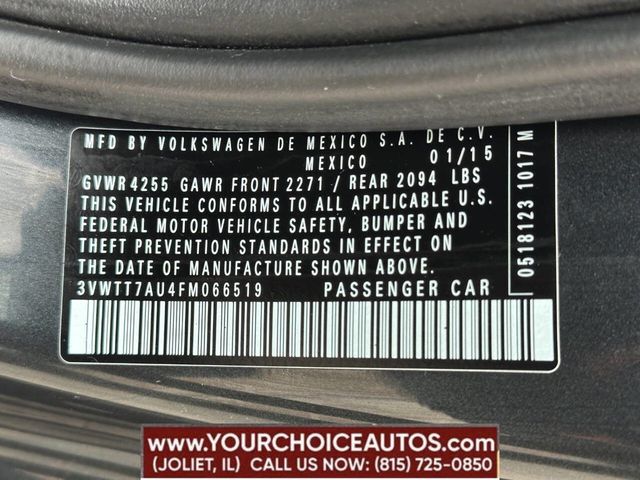 MFD BY VOLKSWAGEN DE MEXICO S.A. DE C.V.
MEXICO 01/15
GVWR 4255 GAWR FRONT 2271 / REAR 2094 LBS
THIS VEHICLE CONFORMS TO ALL APPLICABLE U.S.
FEDERAL MOTOR VEHICLE SAFETY, BUMPER AND
THEFT PREVENTION STANDARDS IN EFFECT ON
THE DATE OF MANUFACTURE SHOWN ABOVE.
3VWTT7AU4FM066519 PASSENGER CAR
0518123 1017 M
WWW.YOURCHOICEAUTOS.COM
(JOLIET, IL) CALL US NOW: (815) 725-0850